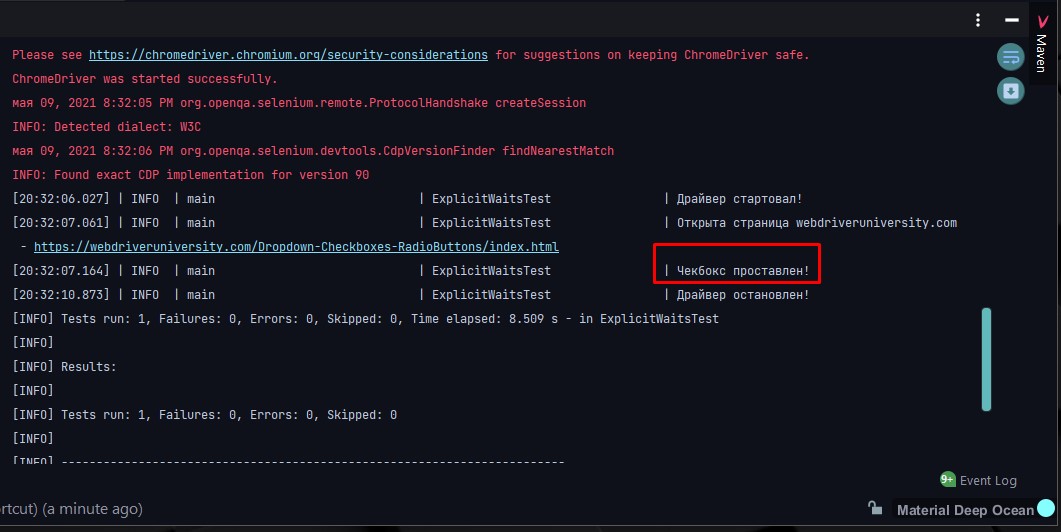 Maven
Please see https://chromedriver.chromium.org/security-considerations for suggestions on keeping ChromeDriver safe.
ChromeDriver was started successfully.
мая 09, 2021 8:32:05 PM org.openqa.selenium.remote.ProtocolHandshake createSession
INFO: Detected dialect: W3C
мая 09, 2021 8:32:06 PM org.openqa.selenium.devtools.CdpVersionFinder findNearestMatch
INFO: Found exact CDP implementation for version 90
[20:32:06.027] | INFO | main | ExplicitWaitsTest | Драйвер стартовал!
[20:32:07.061] | INFO | main | ExplicitWaitsTest | Открыта страница webdriveruniversity.com
- https://webdriveruniversity.com/Dropdown-Checkboxes-RadioButtons/index.html
[20:32:07.164] | INFO | main | ExplicitWaitsTest | Чекбокс проставлен!
[20:32:10.873] | INFO | main | ExplicitWaitsTest | Драйвер остановлен!
[INFO] Tests run: 1, Failures: 0, Errors: 0, Skipped: 0, Time elapsed: 8.509 s - in ExplicitWaitsTest
[INFO]
[INFO] Results:
[INFO]
[INFO] Tests run: 1, Failures: 0, Errors: 0, Skipped: 0
[INFO]
[INFO] ------------------------------------------------------------------------
9+ Event Log
rtcut) (a minute ago)
Material Deep Ocean